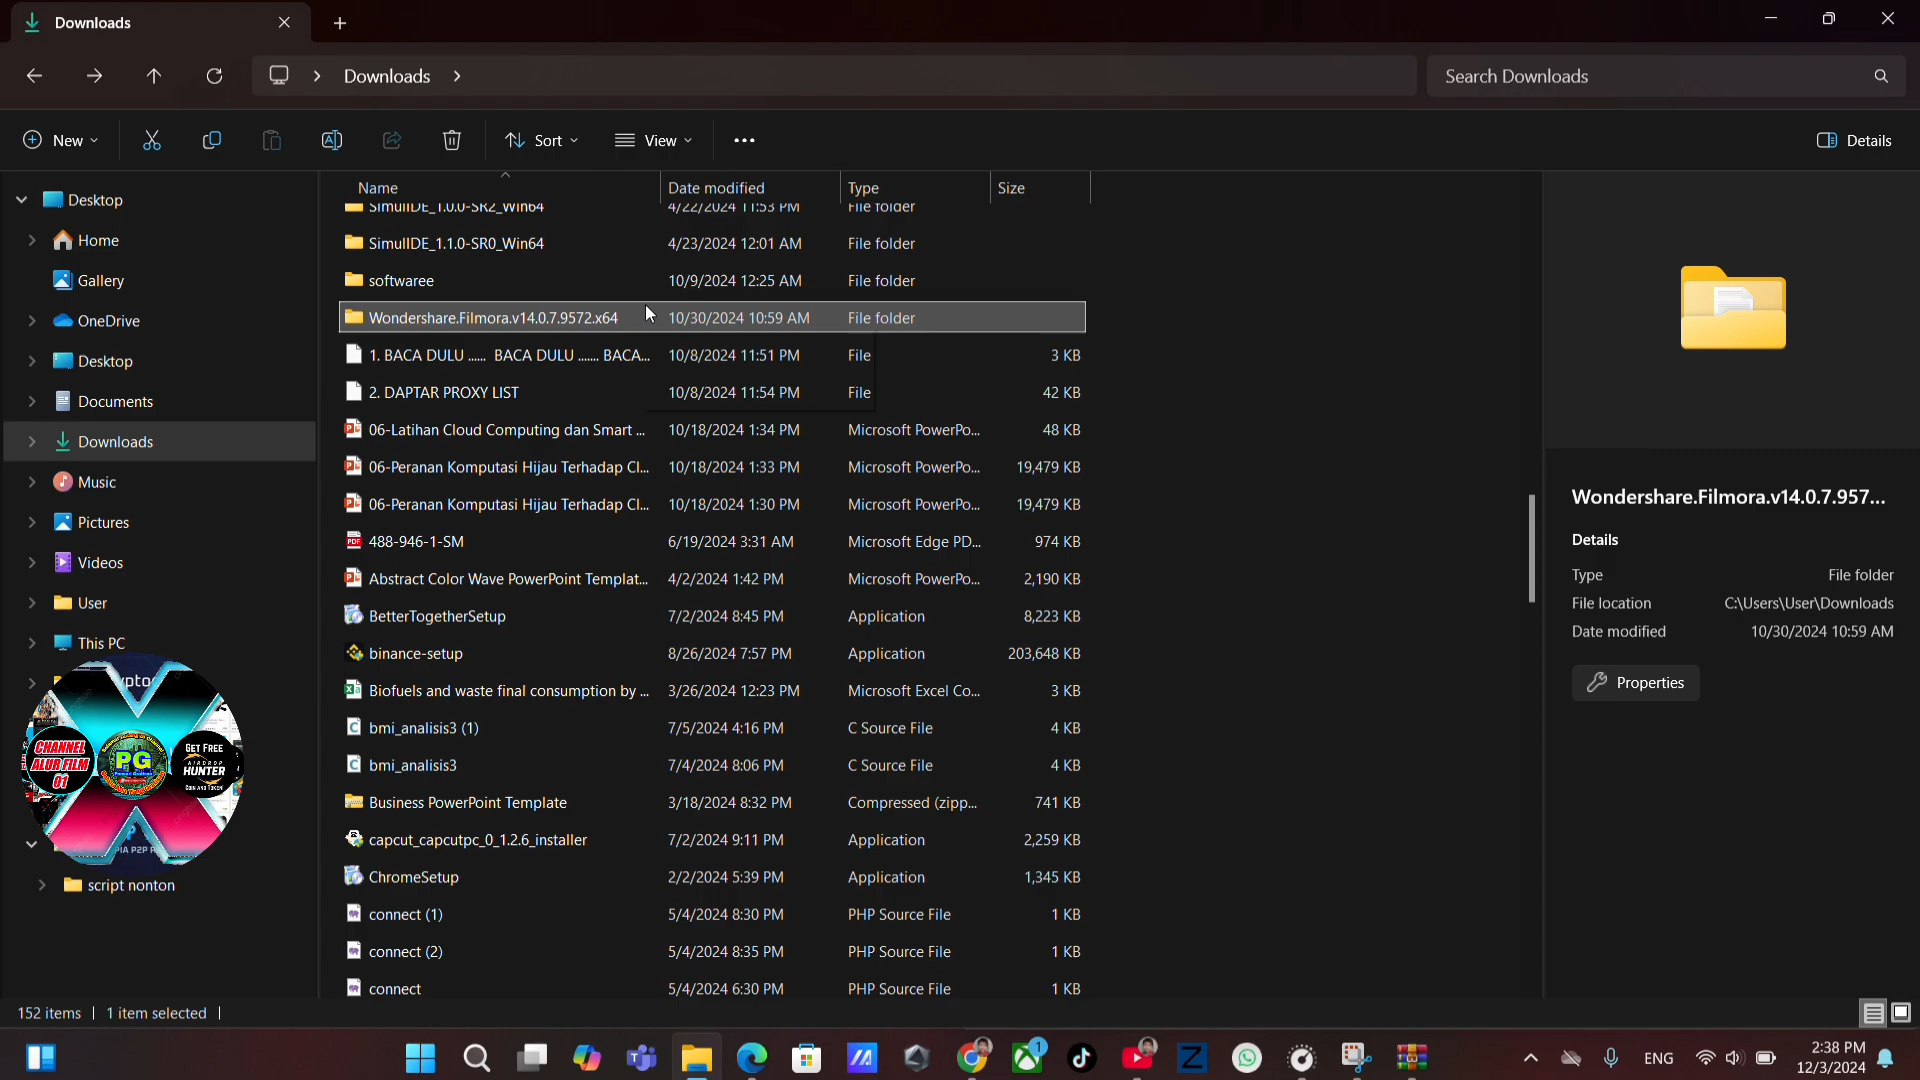 Downloads
Downloads
Search Downloads
New
Sort
View
Details
Name
Date modified
Type
Size
Desktop
Home
Gallery
OneDrive
Desktop
Documents
Downloads
Music
Pictures
Videos
User
This PC
script nonton
SimulIDE_1.0.0-SR2_Win64 4/22/2024 11:53 PM File folder
SimulIDE_1.1.0-SR0_Win64 4/23/2024 12:01 AM File folder
softwaree 10/9/2024 12:25 AM File folder
Wondershare.Filmora.v14.0.7.9572.x64 10/30/2024 10:59 AM File folder
1. BACA DULU ...... BACA DULU ....... BACA... 10/8/2024 11:51 PM File 3 KB
2. DAPTAR PROXY LIST 10/8/2024 11:54 PM File 42 KB
06-Latihan Cloud Computing dan Smart ... 10/18/2024 1:34 PM Microsoft PowerPo... 48 KB
06-Peranan Komputasi Hijau Terhadap Cl... 10/18/2024 1:33 PM Microsoft PowerPo... 19,479 KB
06-Peranan Komputasi Hijau Terhadap Cl... 10/18/2024 1:30 PM Microsoft PowerPo... 19,479 KB
488-946-1-SM 6/19/2024 3:31 AM Microsoft Edge PD... 974 KB
Abstract Color Wave PowerPoint Templat... 4/2/2024 1:42 PM Microsoft PowerPo... 2,190 KB
BetterTogetherSetup 7/2/2024 8:45 PM Application 8,223 KB
binance-setup 8/26/2024 7:57 PM Application 203,648 KB
Biofuels and waste final consumption by ... 3/26/2024 12:23 PM Microsoft Excel Co... 3 KB
bmi_analisis3 (1) 7/5/2024 4:16 PM C Source File 4 KB
bmi_analisis3 7/4/2024 8:06 PM C Source File 4 KB
Business PowerPoint Template 3/18/2024 8:32 PM Compressed (zipp... 741 KB
capcut_capcutpc_0_1.2.6_installer 7/2/2024 9:11 PM Application 2,259 KB
ChromeSetup 2/2/2024 5:39 PM Application 1,345 KB
connect (1) 5/4/2024 8:30 PM PHP Source File 1 KB
connect (2) 5/4/2024 8:35 PM PHP Source File 1 KB
connect 5/4/2024 6:30 PM PHP Source File 1 KB
Wondershare.Filmora.v14.0.7.957...
Details
Type File folder
File location C:\Users\User\Downloads
Date modified 10/30/2024 10:59 AM
Properties
CHANNEL
ALUR FILM
01
PG
GET FREE
AIRDROP
HUNTER
COIN AND TOKEN
152 items
1 item selected
1
ENG
2:38 PM
12/3/2024